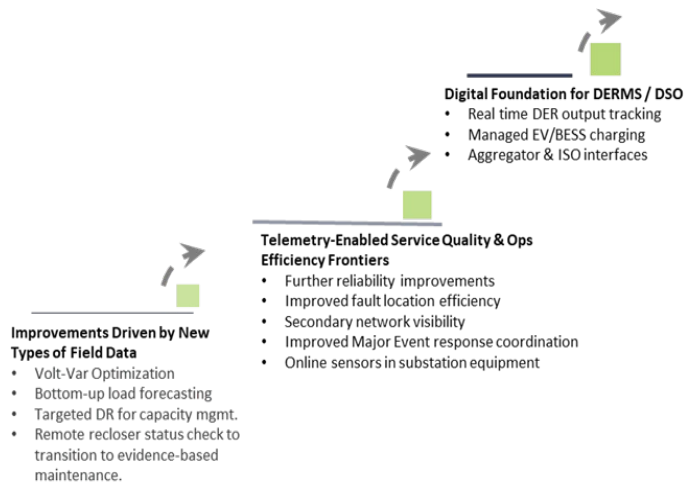 Digital Foundation for DERMS / DSO
• Real time DER output tracking
• Managed EV/BESS charging
• Aggregator & ISO interfaces
Telemetry-Enabled Service Quality & Ops
Efficiency Frontiers
• Further reliability improvements
• Improved fault location efficiency
• Secondary network visibility
• Improved Major Event response coordination
• Online sensors in substation equipment
Improvements Driven by New
Types of Field Data
• Volt-Var Optimization
• Bottom-up load forecasting
• Targeted DR for capacity mgmt.
• Remote recloser status check to
transition to evidence-based
maintenance.